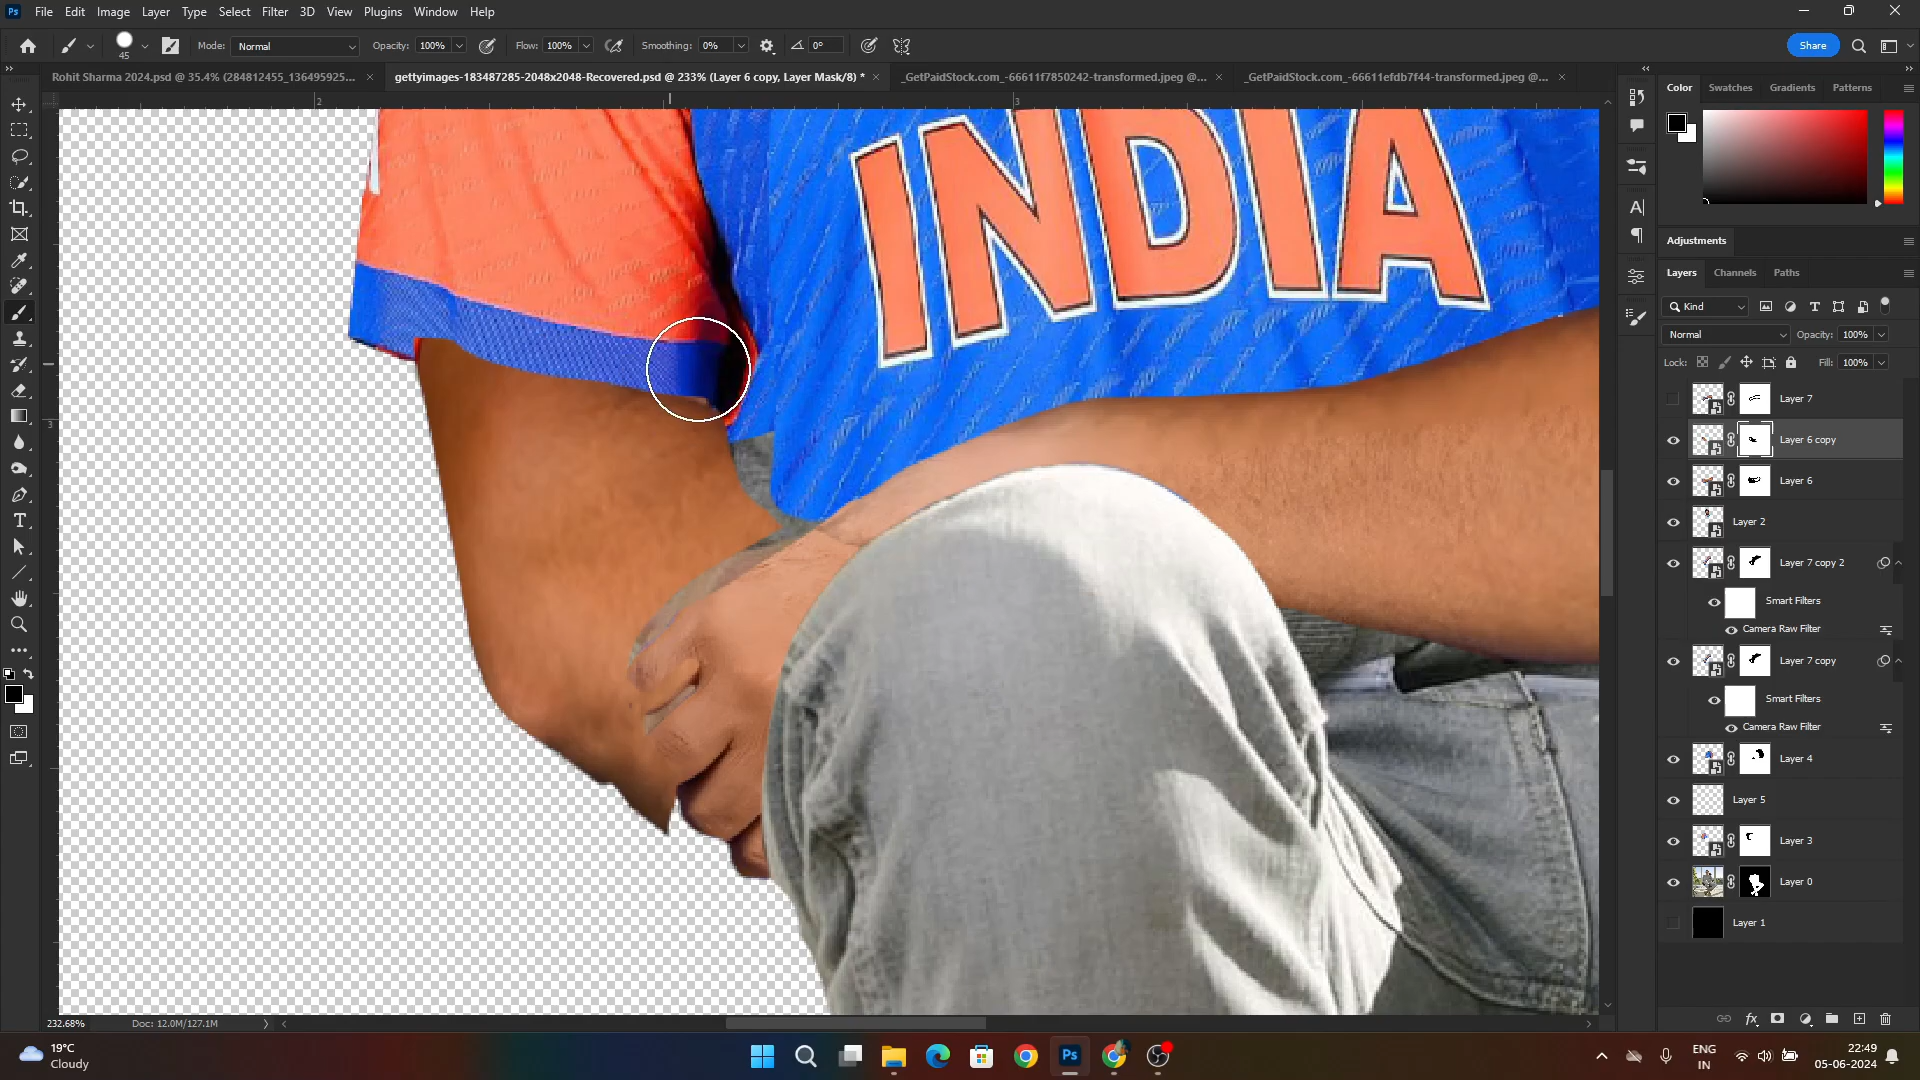 Ps File Edit Image Layer Type Select Filter 3D View Plugins Window Help
45 Mode: Normal Opacity: 100% Flow: 100% Smoothing: 0% 0° Share
Rohit Sharma 2024.psd @ 35.4% (284812455_136495925... × gettyimages-183487285-2048x2048-Recovered.psd @ 233% (Layer 6 copy, Layer Mask/8) * × _GetPaidStock.com_-66611f7850242-transformed.jpeg @... × _GetPaidStock.com_-66611efdb7f44-transformed.jpeg @... ×
2 3
3
INDIA
Color Swatches Gradients Patterns
Adjustments
Layers Channels Paths
Kind
Normal Opacity: 100%
Lock: Fill: 100%
Layer 7
Layer 6 copy
Layer 6
Layer 2
Layer 7 copy 2
Smart Filters
Camera Raw Filter
Layer 7 copy
Smart Filters
Camera Raw Filter
Layer 4
Layer 5
Layer 3
Layer 0
Layer 1
232.68% Doc: 12.0M/127.1M
19°C
Cloudy
Ps
ENG
IN
22:49
05-06-2024